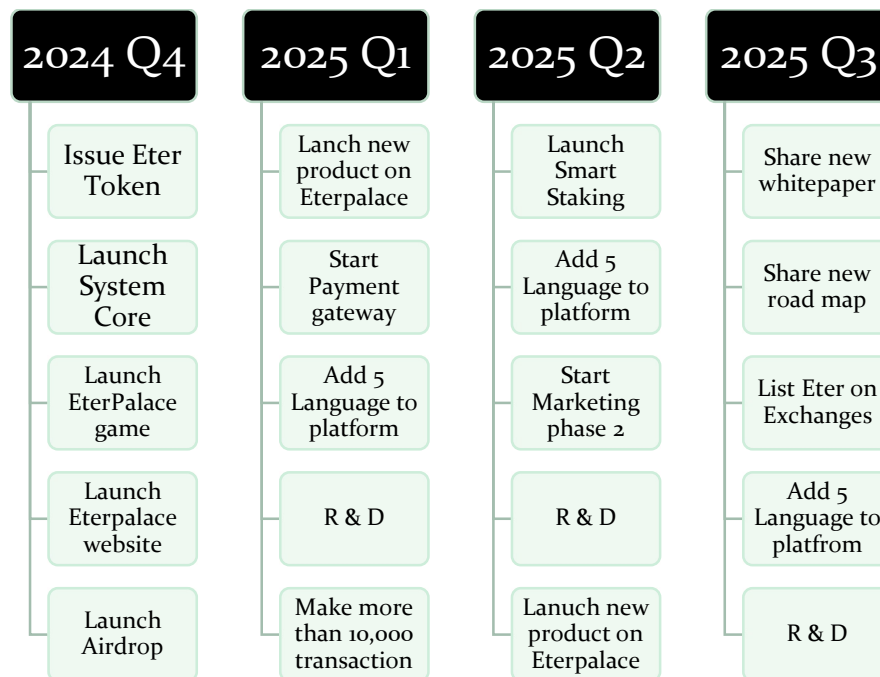 2024 Q4
Issue Eter
Token
Launch
System
Core
Launch
EterPalace
game
Launch
Eterpalace
website
Launch
Airdrop
2025 Q1
Lanch new
product on
Eterpalace
Start
Payment
gateway
Add 5
Language to
platform
R & D
Make more
than 10,000
transaction
2025 Q2
Launch
Smart
Staking
Add 5
Language to
platform
Start
Marketing
phase 2
R & D
Lanuch new
product on
Eterpalace
2025 Q3
Share new
whitepaper
Share new
road map
List Eter on
Exchanges
Add 5
Language to
platfrom
R & D